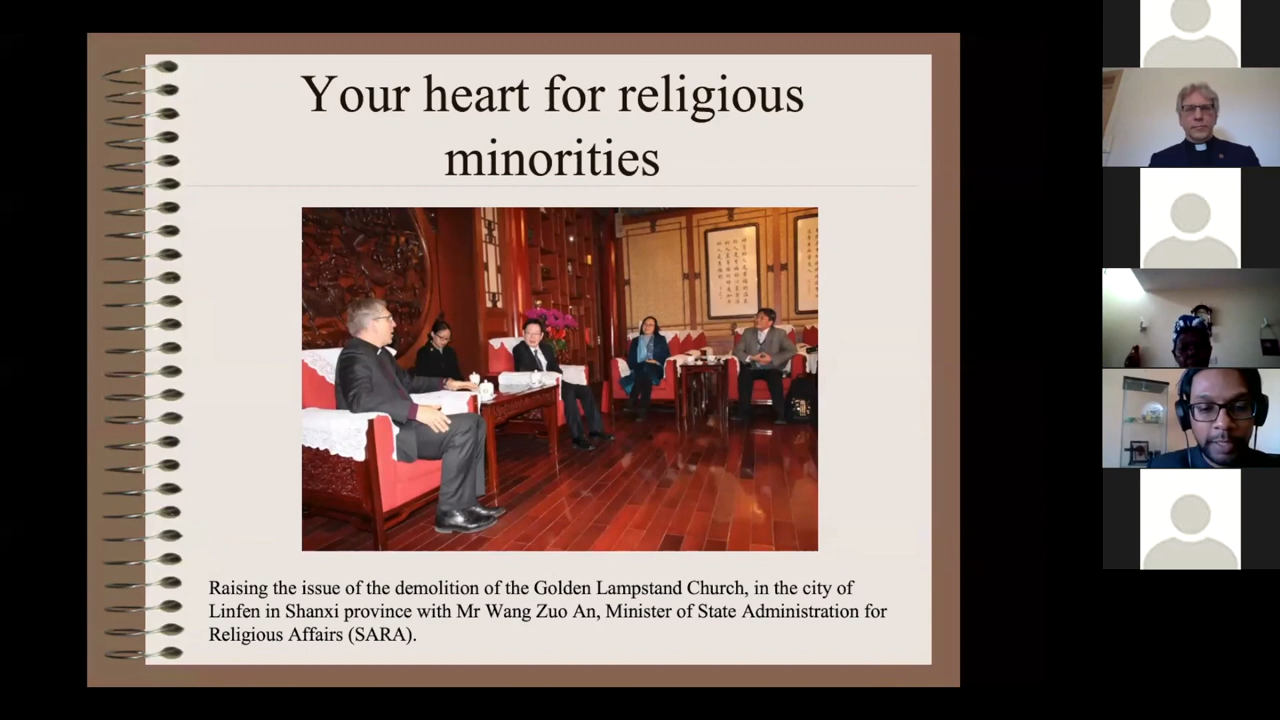 Your heart for religious
minorities
Raising the issue of the demolition of the Golden Lampstand Church, in the city of
Linfen in Shanxi province with Mr Wang Zuo An, Minister of State Administration for
Religious Affairs (SARA).